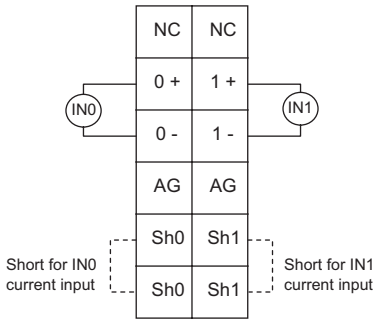 NC NC
0 + 1 +
IN0 IN1
0 - 1 -
AG AG
Sh0 Sh1
Short for IN0
current input
Short for IN1
current input
Sh0 Sh1